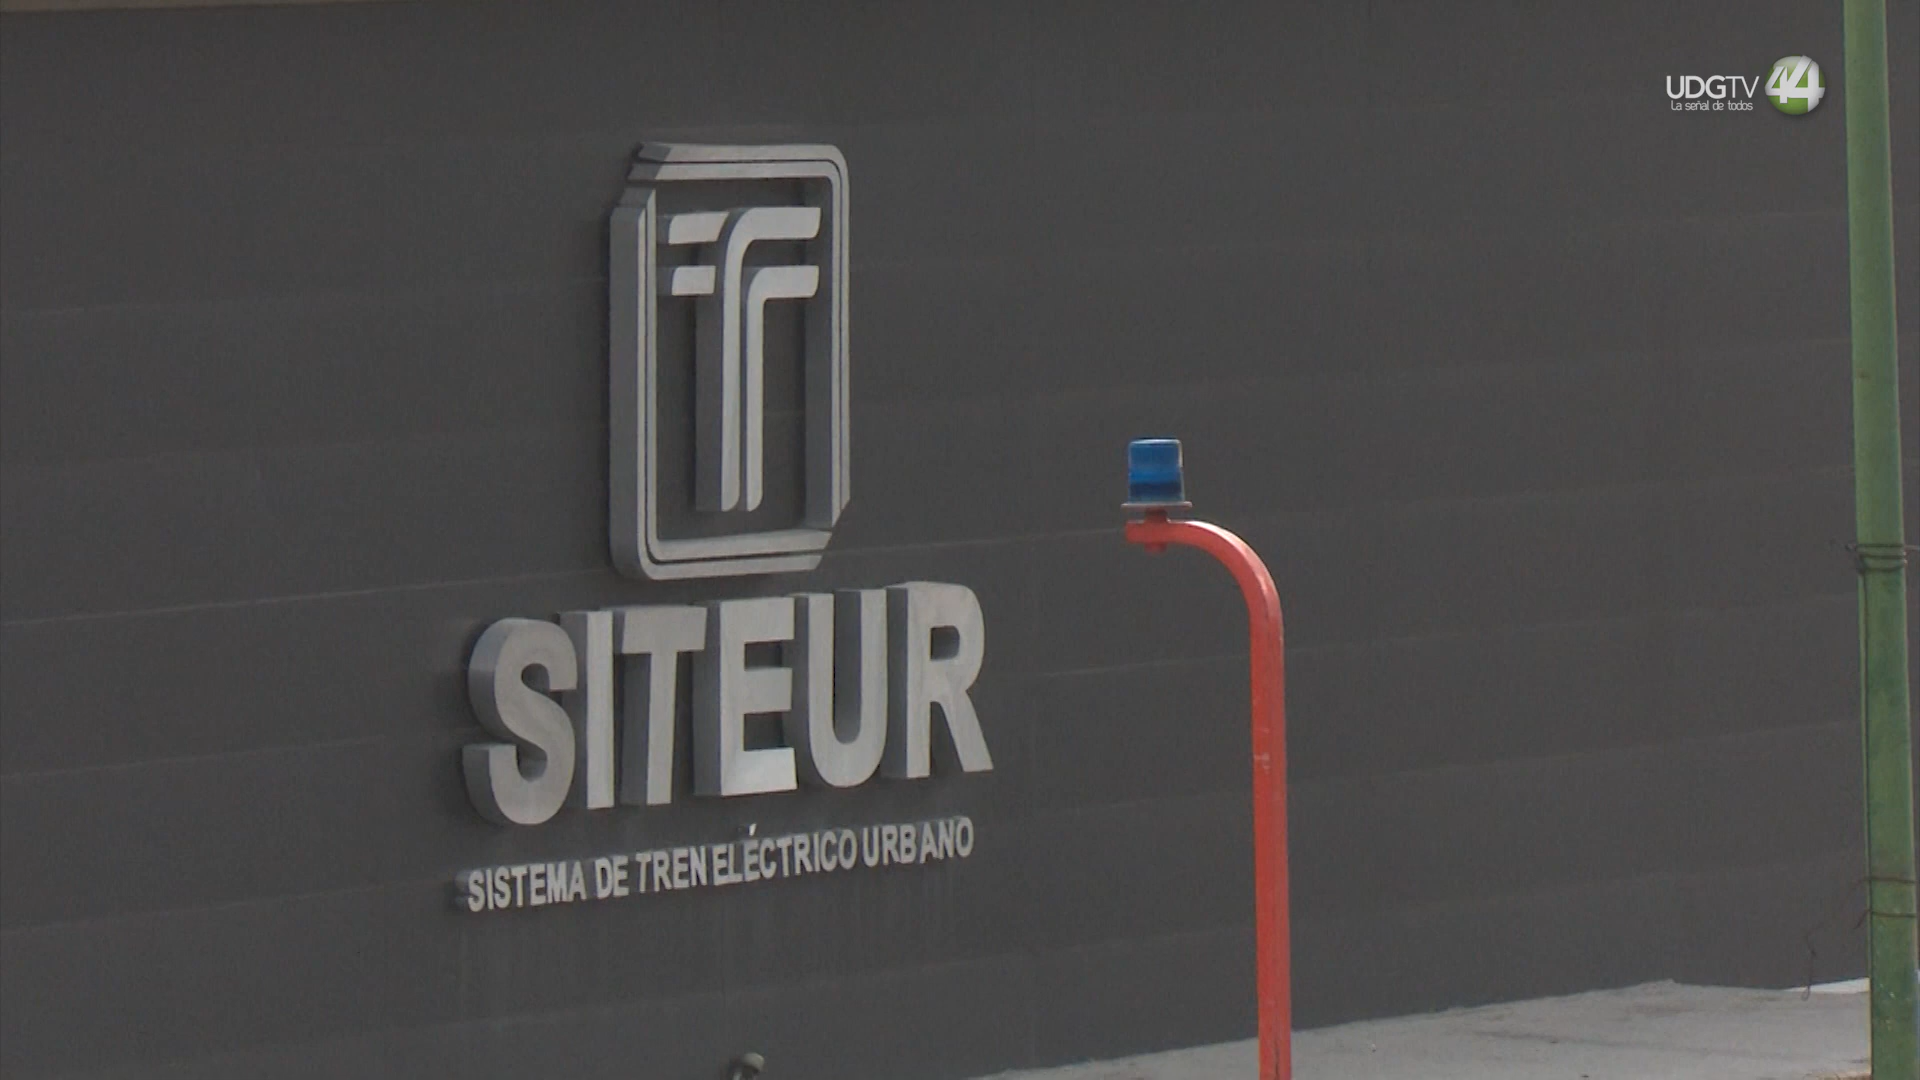 UDGTV 44
La señal de todos
SITEUR
SISTEMA DE TREN ELÉCTRICO URBANO